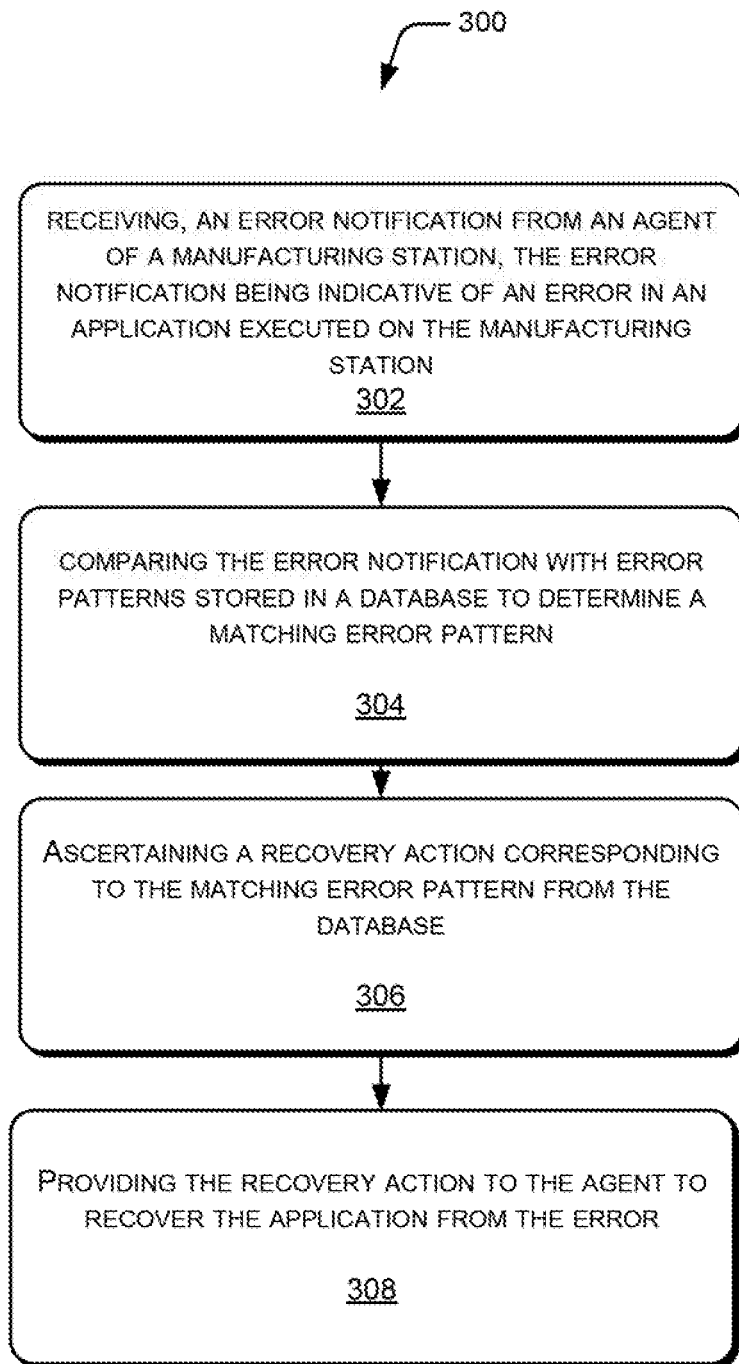 300
RECEIVING, AN ERROR NOTIFICATION FROM AN AGENT
OF A MANUFACTURING STATION, THE ERROR
NOTIFICATION BEING INDICATIVE OF AN ERROR IN AN
APPLICATION EXECUTED ON THE MANUFACTURING
STATION
302
COMPARING THE ERROR NOTIFICATION WITH ERROR
PATTERNS STORED IN A DATABASE TO DETERMINE A
MATCHING ERROR PATTERN
304
ASCERTAINING A RECOVERY ACTION CORRESPONDING
TO THE MATCHING ERROR PATTERN FROM THE
DATABASE
306
PROVIDING THE RECOVERY ACTION TO THE AGENT TO
RECOVER THE APPLICATION FROM THE ERROR
308